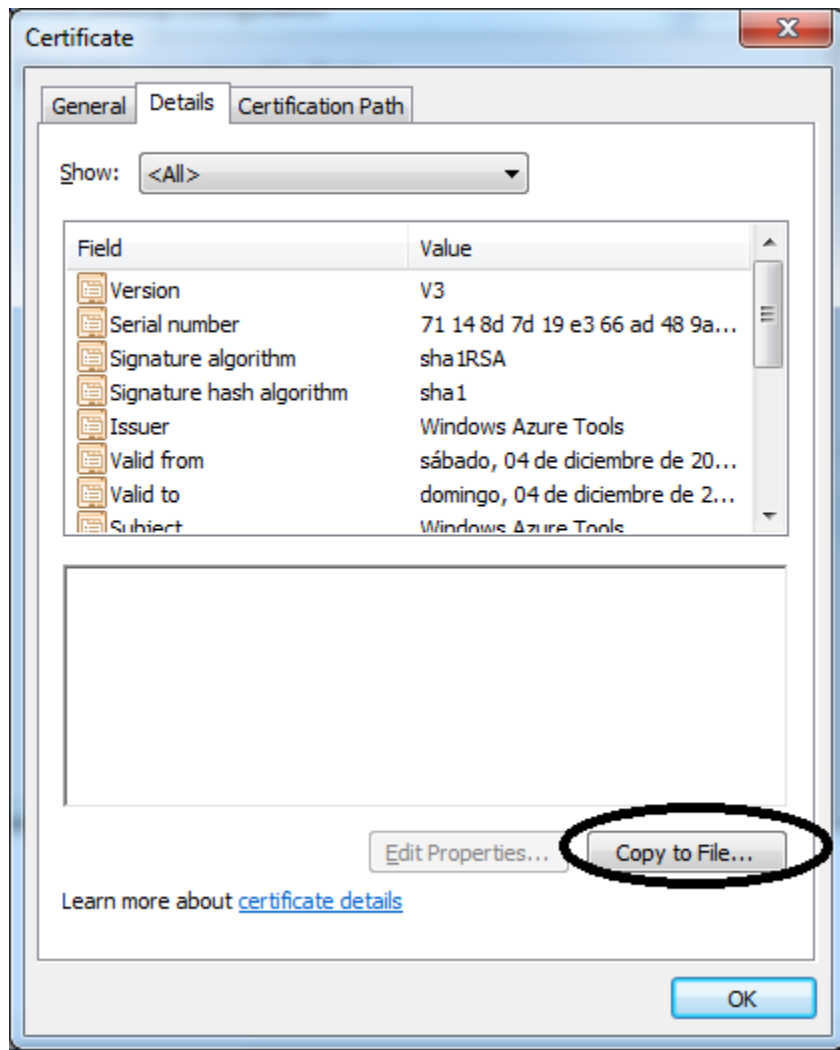 Certificate
General Details Certification Path
Show: <All>
Field Value
Version V3
Serial number 71 14 8d 7d 19 e3 66 ad 48 9a...
Signature algorithm sha1RSA
Signature hash algorithm sha1
Issuer Windows Azure Tools
Valid from sábado, 04 de diciembre de 20...
Valid to domingo, 04 de diciembre de 2...
Subject Windows Azure Tools
Edit Properties... Copy to File...
Learn more about certificate details
OK